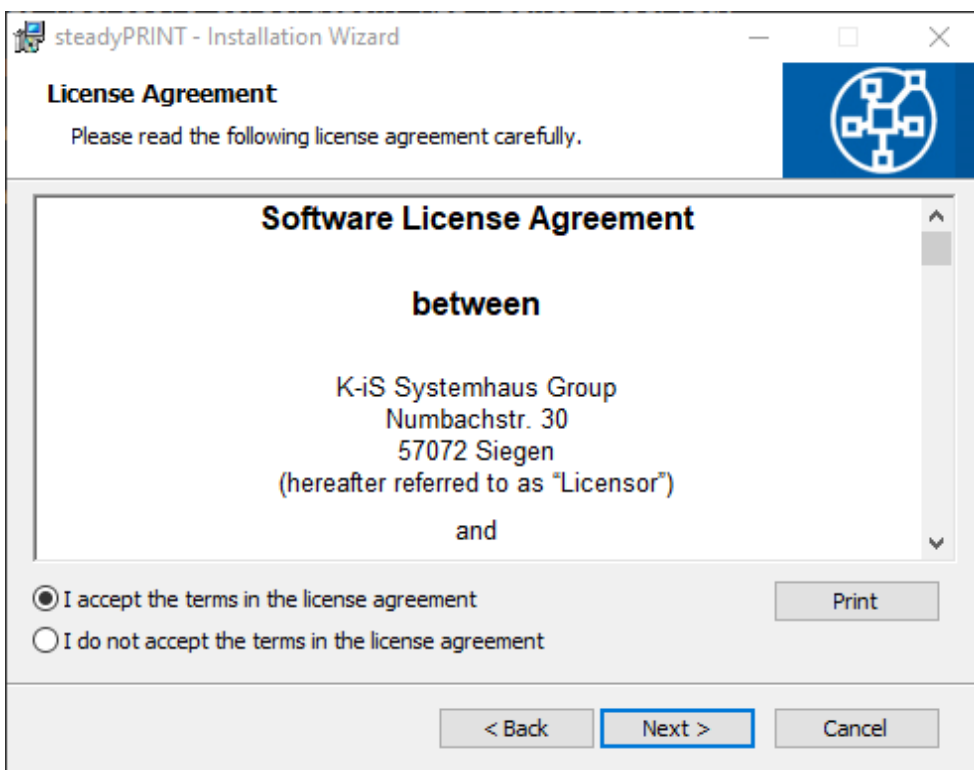 steadyPRINT - Installation Wizard
License Agreement
Please read the following license agreement carefully.
Software License Agreement
between
K-iS Systemhaus Group
Numbachstr. 30
57072 Siegen
(hereafter referred to as “Licensor”)
and
I accept the terms in the license agreement
Print
I do not accept the terms in the license agreement
< Back
Next >
Cancel